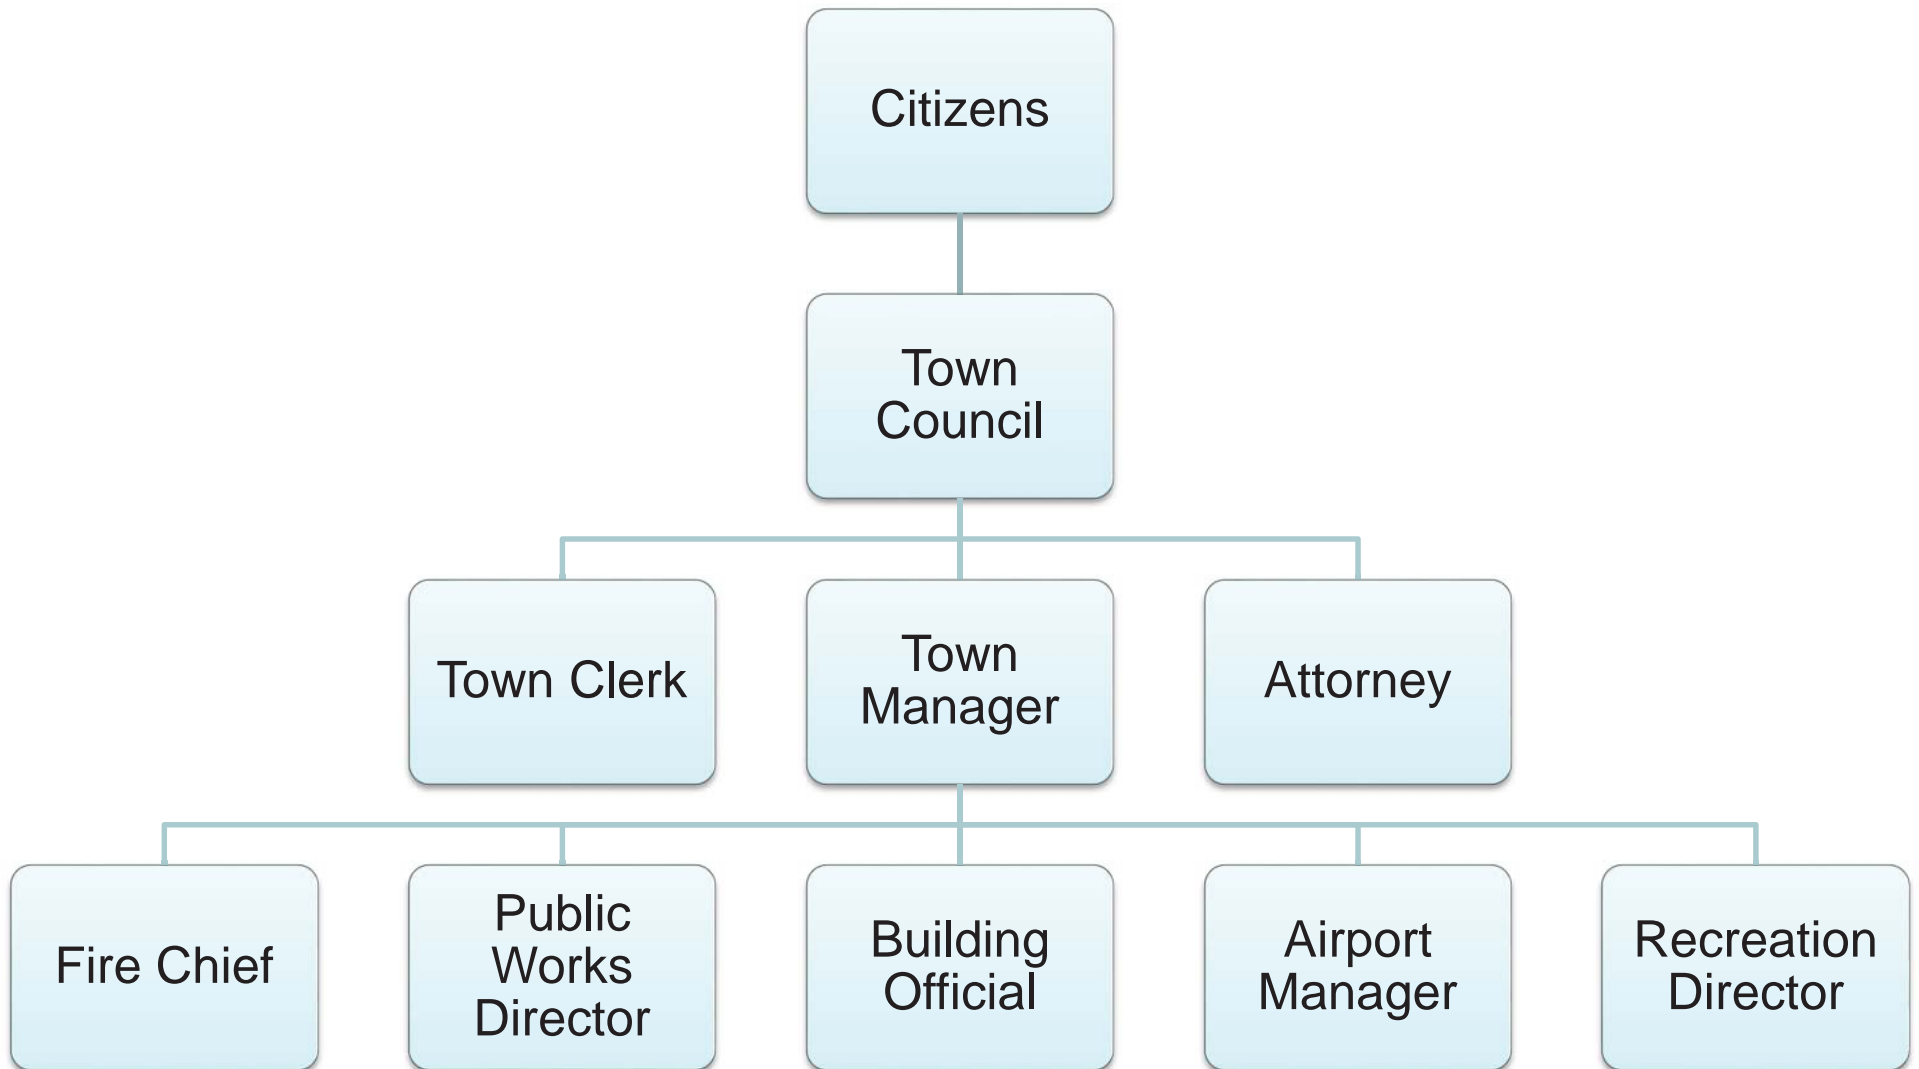 Citizens
Town
Council
Town Clerk
Town
Manager
Attorney
Fire Chief
Public
Works
Director
Building
Official
Airport
Manager
Recreation
Director